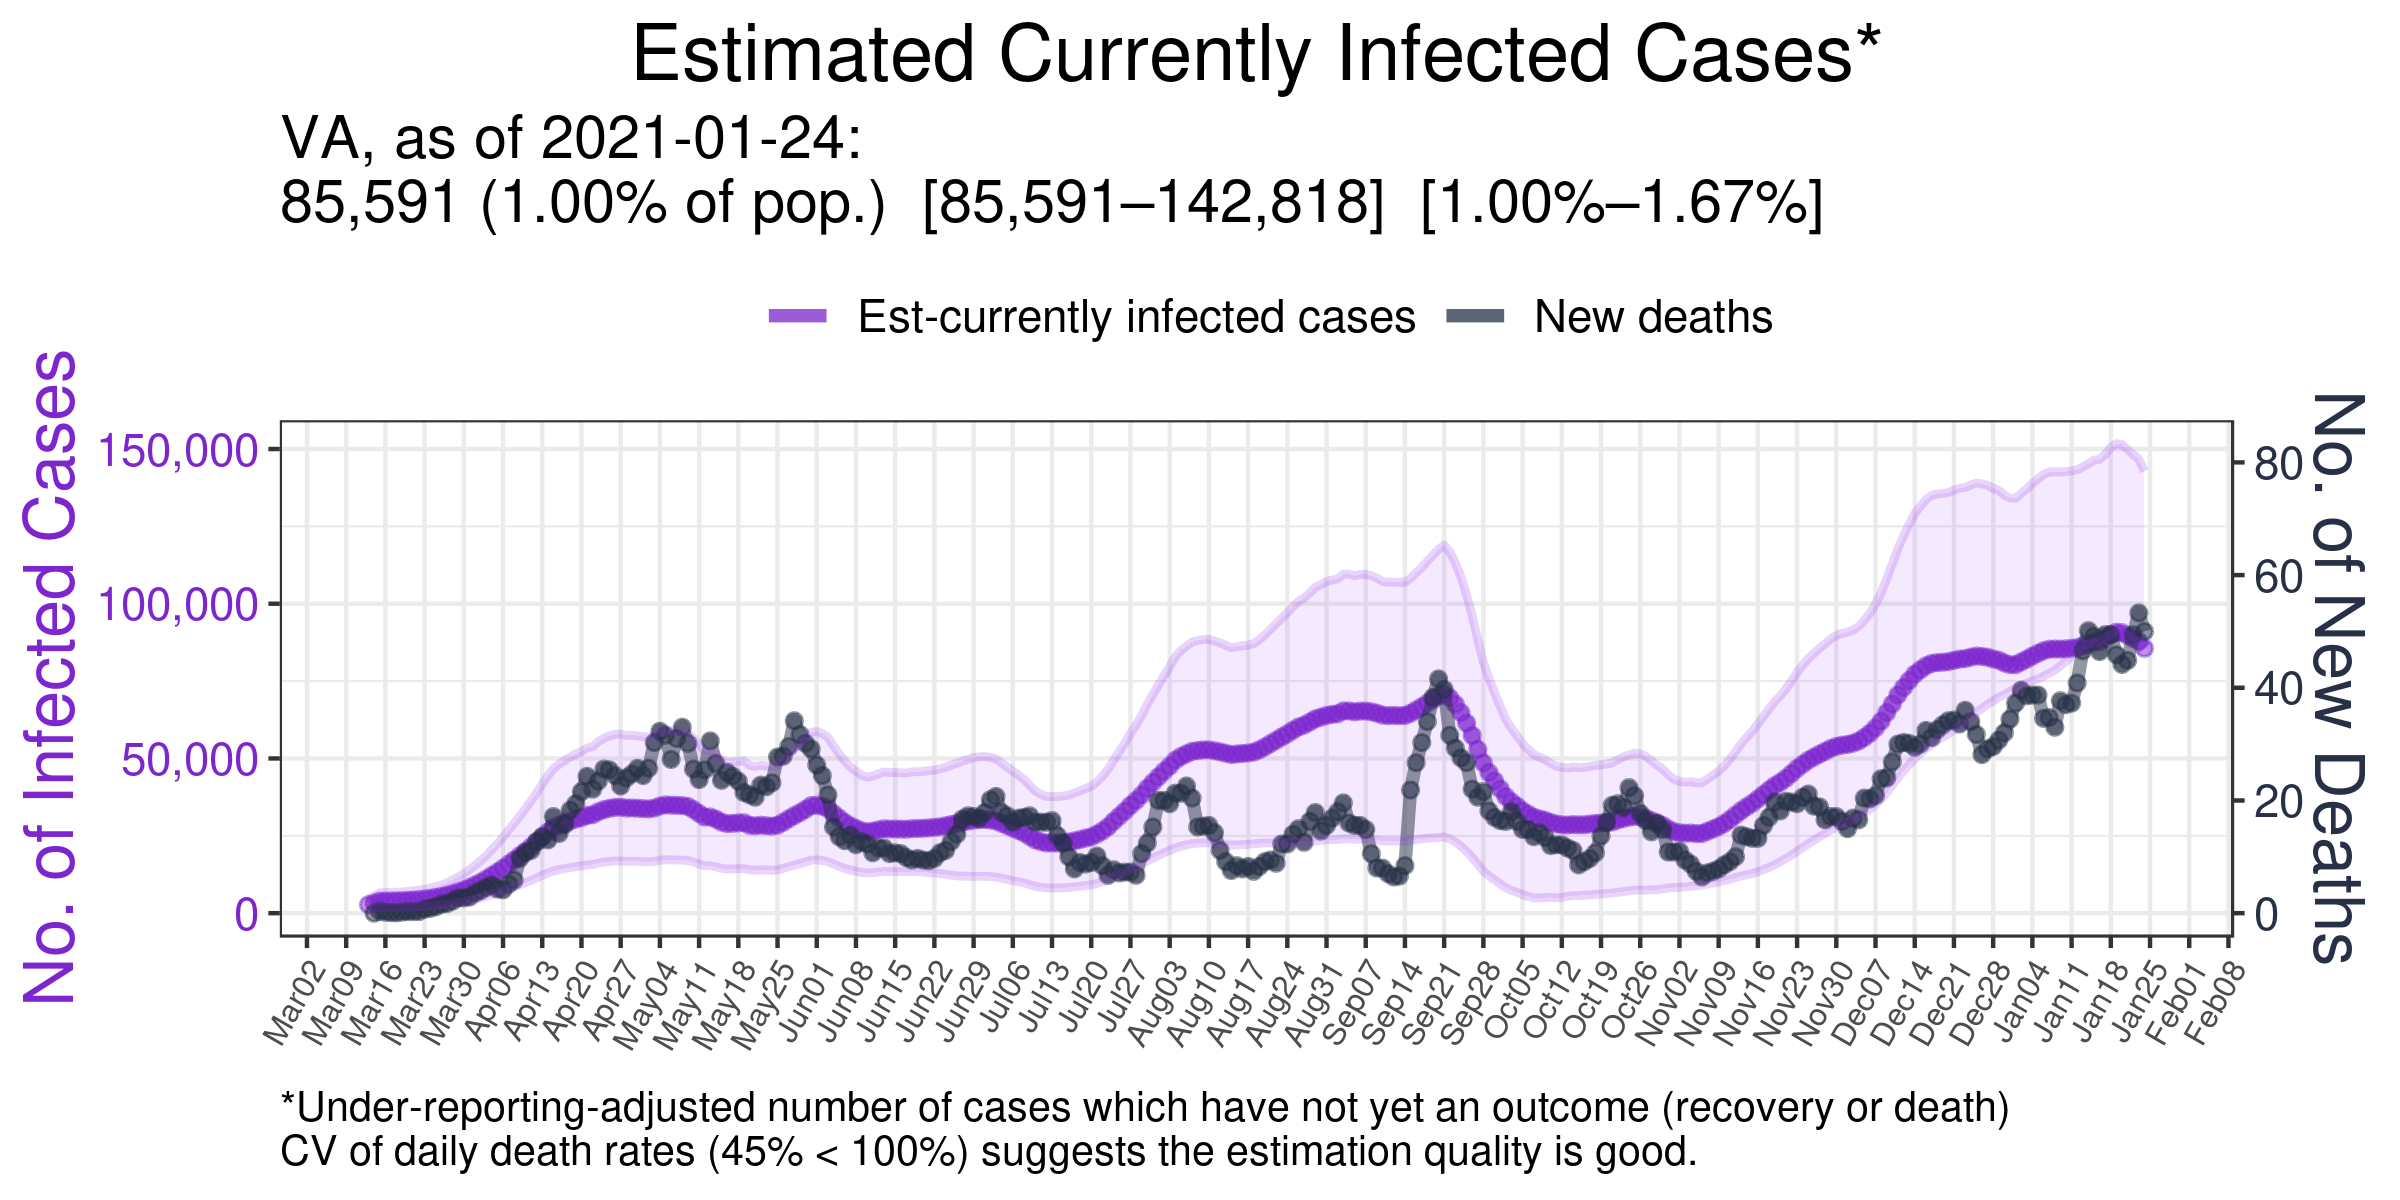 Estimated Currently Infected Cases*
VA, as of 2021-01-24:
85,591 (1.00% of pop.) [85,591–142,818] [1.00%–1.67%]
Est-currently infected cases
New deaths
No. of Infected Cases
150,000
100,000
50,000
0
No. of New Deaths
80
60
40
20
0
Mar02
Mar09
Mar16
Mar23
Mar30
Apr06
Apr13
Apr20
Apr27
May04
May11
May18
May25
Jun01
Jun08
Jun15
Jun22
Jun29
Jul06
Jul13
Jul20
Jul27
Aug03
Aug10
Aug17
Aug24
Aug31
Sep07
Sep14
Sep21
Sep28
Oct05
Oct12
Oct19
Oct26
Nov02
Nov09
Nov16
Nov23
Nov30
Dec07
Dec14
Dec21
Dec28
Jan04
Jan11
Jan18
Jan25
Feb01
Feb08
*Under-reporting-adjusted number of cases which have not yet an outcome (recovery or death)
CV of daily death rates (45% < 100%) suggests the estimation quality is good.